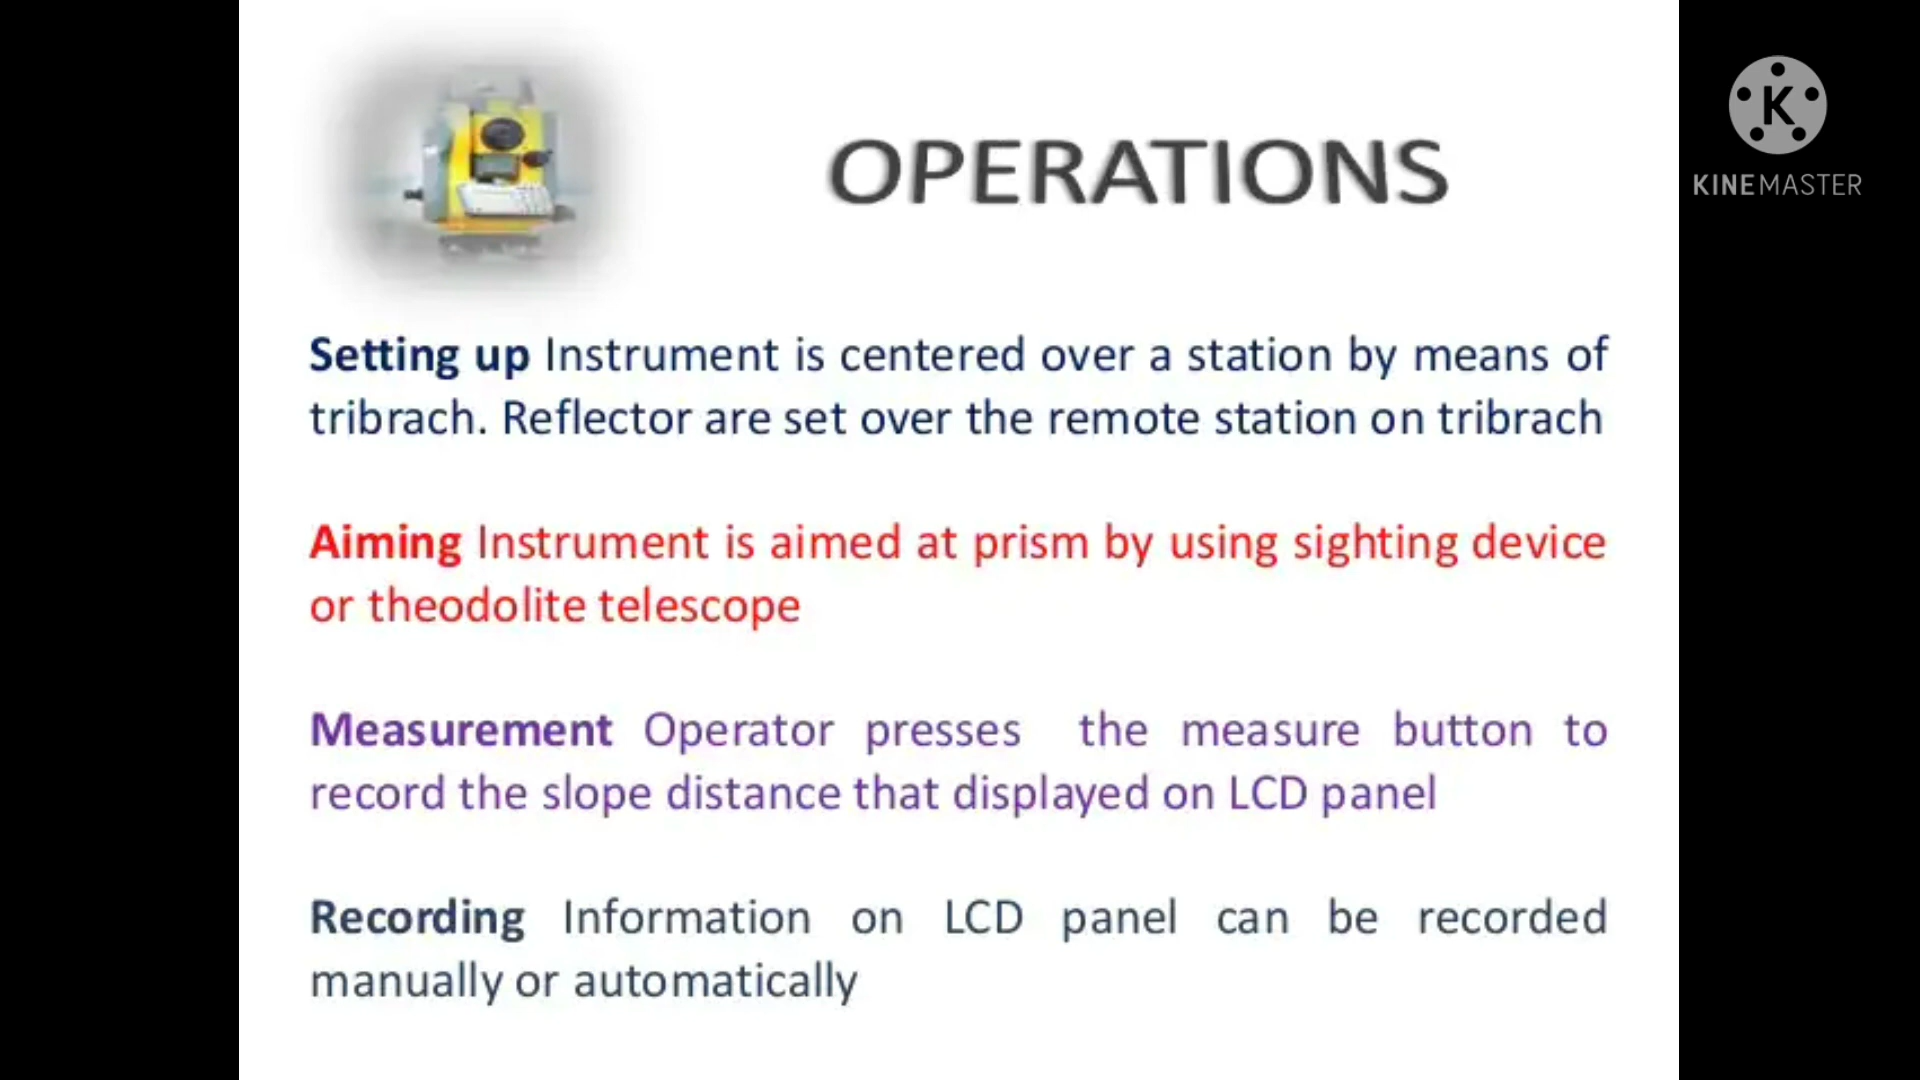 OPERATIONS
K
KINEMASTER
Setting up Instrument is centered over a station by means of
tribrach. Reflector are set over the remote station on tribrach
Aiming Instrument is aimed at prism by using sighting device
or theodolite telescope
Measurement Operator presses the measure button to
record the slope distance that displayed on LCD panel
Recording Information on LCD panel can be recorded
manually or automatically